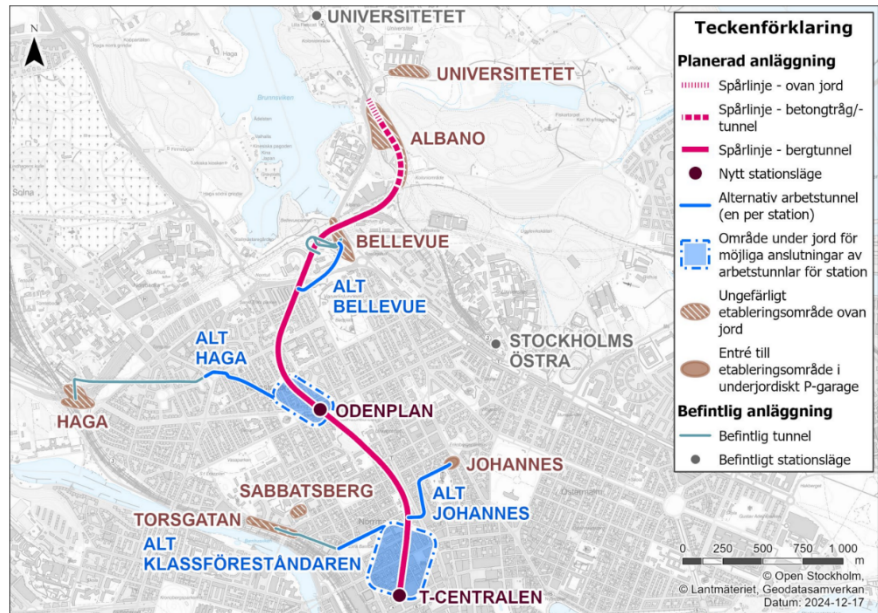 N
UNIVERSITETET
UNIVERSITETET
Brunnsviken
ALBANO
Solna
BELLEVUE
ALT
BELLEVUE
STOCKHOLMS
ÖSTRA
ALT
HAGA
HAGA
ODENPLAN
JOHANNES
SABBATSBERG
ALT
JOHANNES
TORSGATAN
ALT
KLASSFÖRESTÅNDAREN
T-CENTRALEN
Teckenförklaring
Planerad anläggning
Spårlinje - ovan jord
Spårlinje - betongtråg/-
tunnel
Spårlinje - bergtunnel
Nytt stationsläge
Alternativ arbetstunnel
(en per station)
Område under jord för
möjliga anslutningar av
arbetstunnlar för station
Ungefärligt
etableringsområde ovan
jord
Entré till
etableringsområde i
underjordiskt P-garage
Befintlig anläggning
Befintlig tunnel
Befintligt stationsläge
0 250 500 750 1 000
m
© Open Stockholm,
© Lantmäteriet, Geodatasamverkan
Datum: 2024-12-17